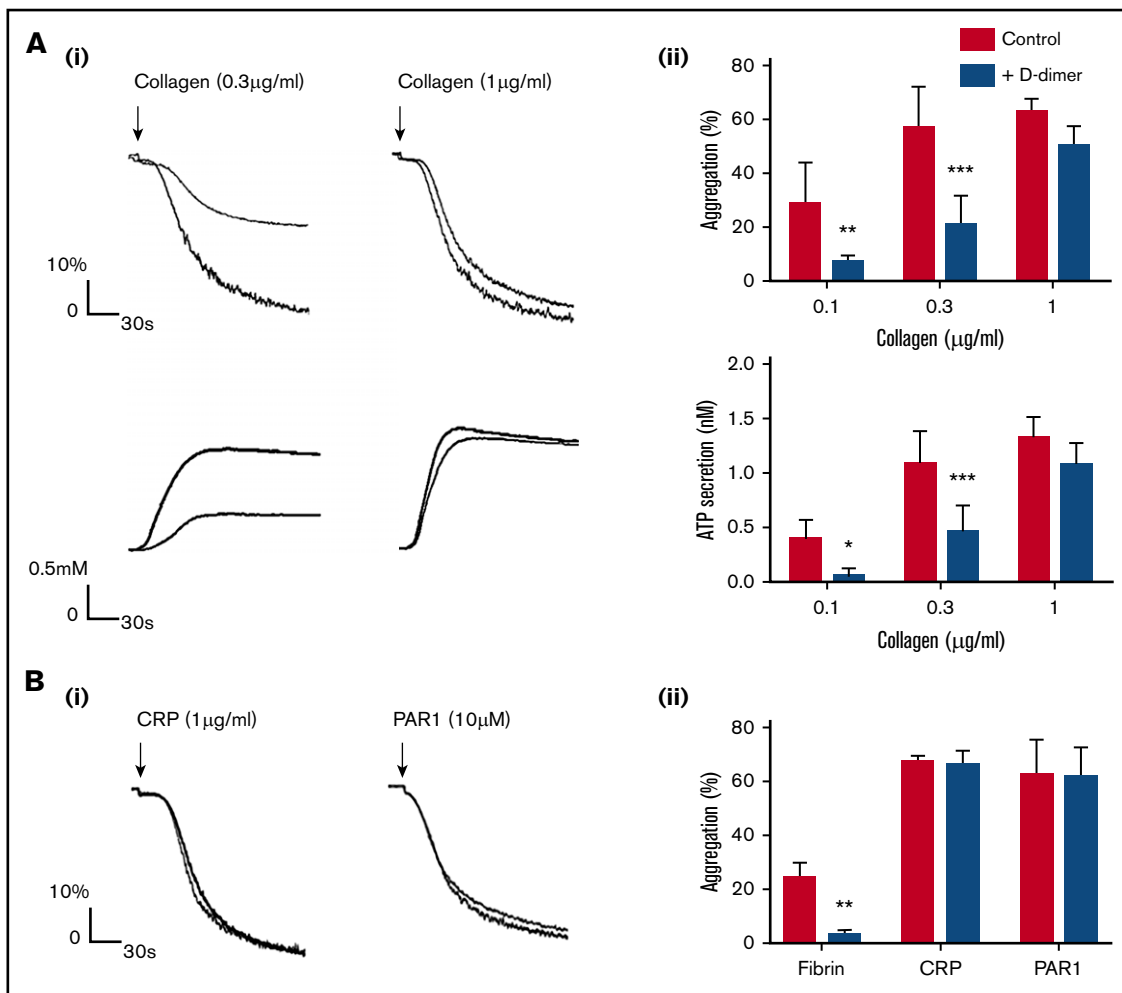 A
(i)
Collagen (0.3μg/ml)
Collagen (1μg/ml)
10%
0
30s
0.5mM
0
30s
(ii)
Control
+ D-dimer
80
60
40
20
0
Aggregation (%)
**
***
0.1
0.3
1
Collagen (μg/ml)
2.0
1.5
1.0
0.5
0.0
ATP secretion (nM)
*
***
0.1
0.3
1
Collagen (μg/ml)
B
(i)
CRP (1μg/ml)
PAR1 (10μM)
10%
0
30s
(ii)
80
60
40
20
0
Aggregation (%)
**
Fibrin
CRP
PAR1